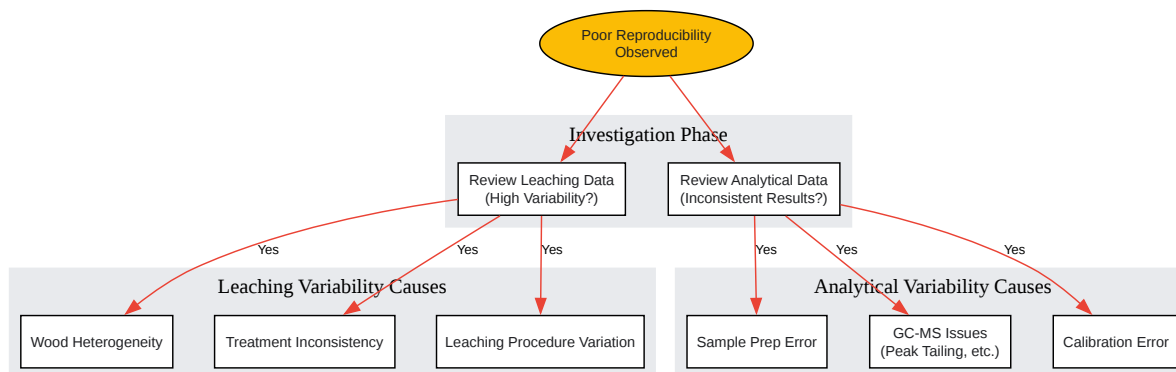 Poor Reproducibility
Observed
Investigation Phase
Review Leaching Data
(High Variability?)
Review Analytical Data
(Inconsistent Results?)
Yes
Yes
Yes
Yes
Yes
Yes
Leaching Variability Causes
Analytical Variability Causes
Wood Heterogeneity
Treatment Inconsistency
Leaching Procedure Variation
Sample Prep Error
GC-MS Issues
(Peak Tailing, etc.)
Calibration Error